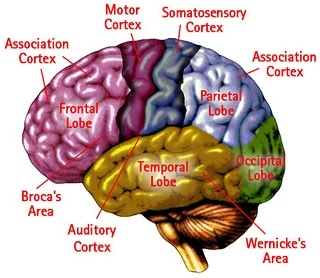 Motor
Cortex
Somatosensory
Cortex
Association
Cortex
Association
Cortex
Frontal
Lobe
Parietal
Lobe
Temporal
Lobe
Occipital
Lobe
Broca's
Area
Auditory
Cortex
Wernicke's
Area